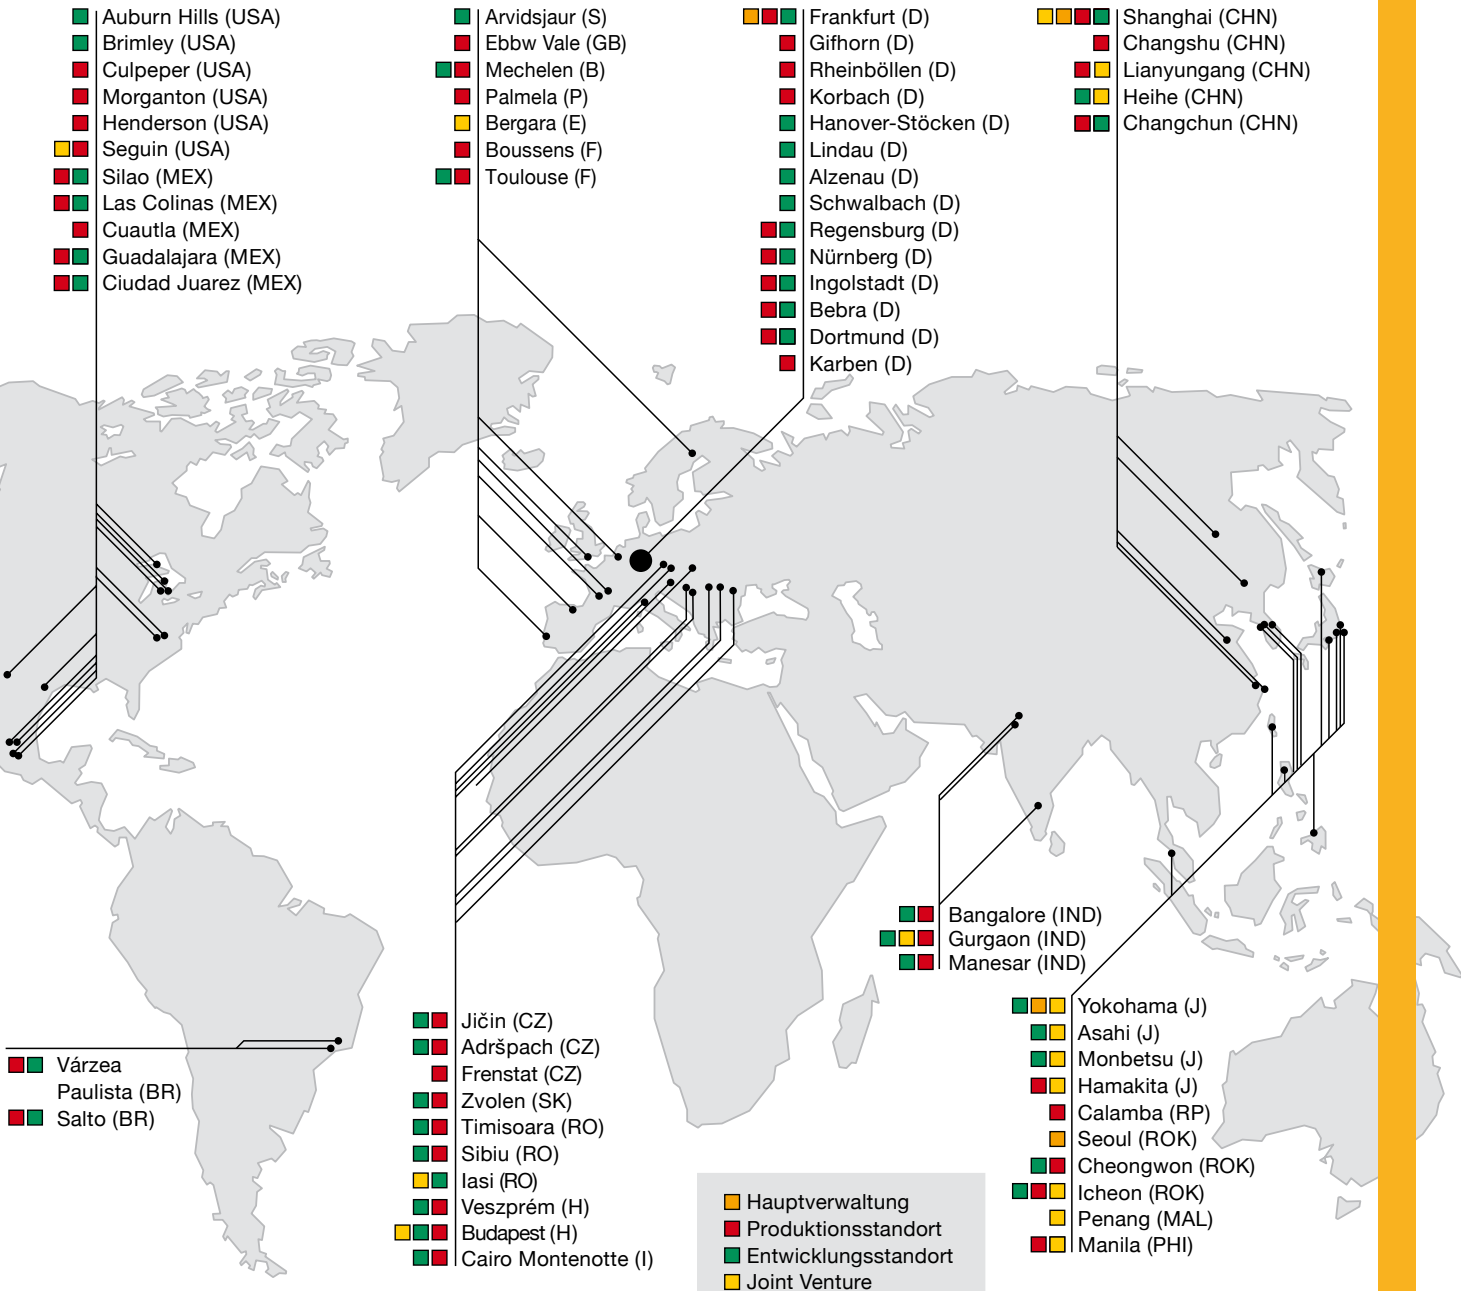 Auburn Hills (USA)
Brimley (USA)
Culpeper (USA)
Morganton (USA)
Henderson (USA)
Seguin (USA)
Silao (MEX)
Las Colinas (MEX)
Cuautla (MEX)
Guadalajara (MEX)
Ciudad Juarez (MEX)
Arvidsjaur (S)
Ebbw Vale (GB)
Mechelen (B)
Palmela (P)
Bergara (E)
Boussens (F)
Toulouse (F)
Frankfurt (D)
Gifhorn (D)
Rheinböllen (D)
Korbach (D)
Hanover-Stöcken (D)
Lindau (D)
Alzenau (D)
Schwalbach (D)
Regensburg (D)
Nürnberg (D)
Ingolstadt (D)
Bebra (D)
Dortmund (D)
Karben (D)
Shanghai (CHN)
Changshu (CHN)
Lianyungang (CHN)
Heihe (CHN)
Changchun (CHN)
Várzea
Paulista (BR)
Salto (BR)
Jičin (CZ)
Adršpach (CZ)
Frenstat (CZ)
Zvolen (SK)
Timisoara (RO)
Sibiu (RO)
Iasi (RO)
Veszprém (H)
Budapest (H)
Cairo Montenotte (I)
Bangalore (IND)
Gurgaon (IND)
Manesar (IND)
Yokohama (J)
Asahi (J)
Monbetsu (J)
Hamakita (J)
Calamba (RP)
Seoul (ROK)
Cheongwon (ROK)
Icheon (ROK)
Penang (MAL)
Manila (PHI)
Hauptverwaltung
Produktionsstandort
Entwicklungsstandort
Joint Venture